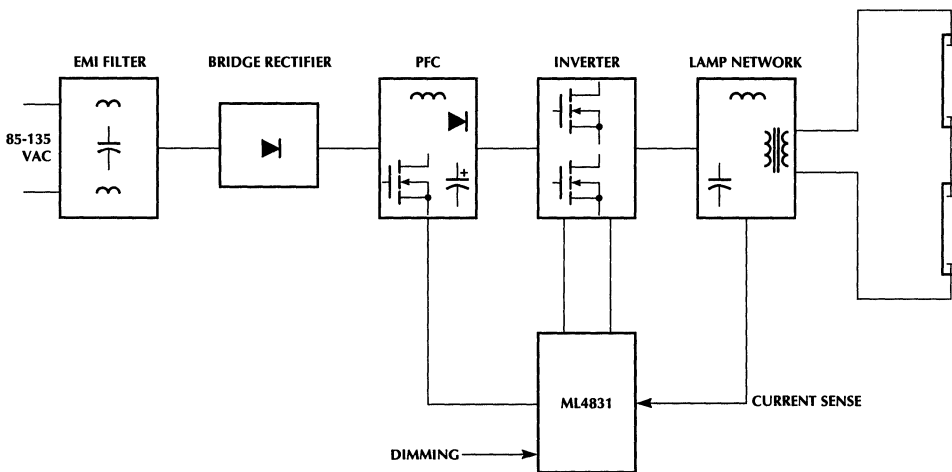 EMI FILTER
BRIDGE RECTIFIER
PFC
INVERTER
LAMP NETWORK
85-135
VAC
+
ML4831
CURRENT SENSE
DIMMING